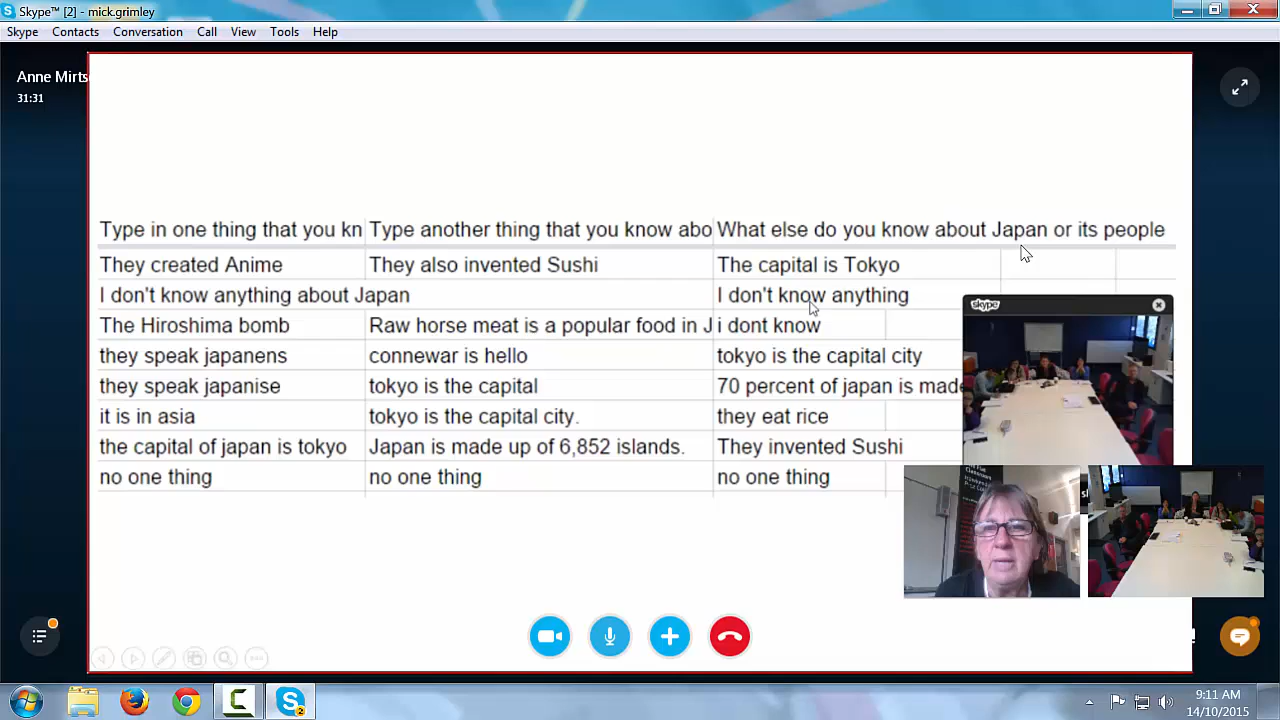 Skype™ [2] - mick.grimley
Skype Contacts Conversation Call View Tools Help
Anne Mirts
31:31
Type in one thing that you kn Type another thing that you know abo What else do you know about Japan or its people
They created Anime They also invented Sushi The capital is Tokyo
I don't know anything about Japan I don't know anything
The Hiroshima bomb Raw horse meat is a popular food in J i dont know
they speak japanens connewar is hello tokyo is the capital city
they speak japanise tokyo is the capital 70 percent of japan is made
it is in asia tokyo is the capital city. they eat rice
the capital of japan is tokyo Japan is made up of 6,852 islands. They invented Sushi
no one thing no one thing no one thing
skype
9:11 AM
14/10/2015